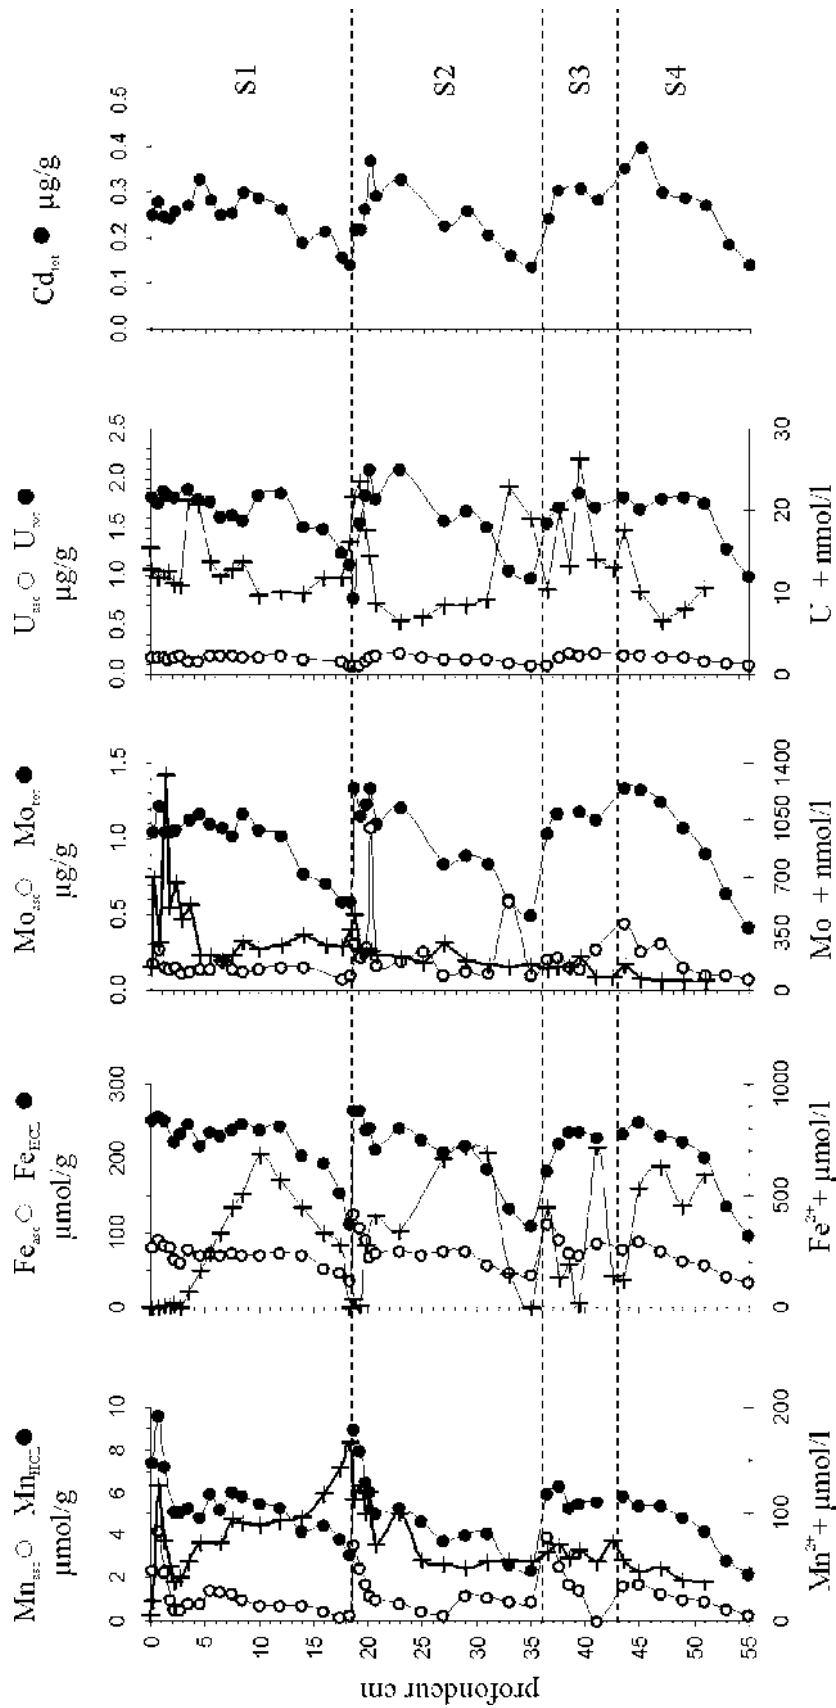 Mn_asc ○ Mn_HCL ●
µmol/g
Fe_asc ○ Fe_HCL ●
µmol/g
Mo_asc ○ Mo_tot ●
µg/g
U_asc ○ U_tot ●
µg/g
Cd_tot ● µg/g
0 2 4 6 8 10
0 100 200 300
0.0 0.5 1.0 1.5
0.0 0.5 1.0 1.5 2.0 2.5
0.0 0.1 0.2 0.3 0.4 0.5
profondeur cm
0
5
10
15
20
25
30
35
40
45
50
55
S1
S2
S3
S4
0 100 200
0 500 1000
0 350 700 1050 1400
0 10 20 30
Mn²⁺+ µmol/l
Fe²⁺+ µmol/l
Mo + nmol/l
U + nmol/l